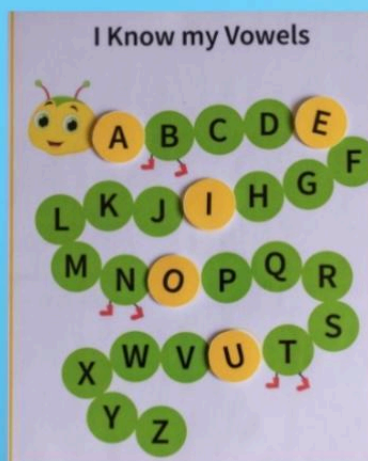 I Know my Vowels
A B C D E
F
L K J I H G
M N O P Q R
S
X W V U T
Y Z